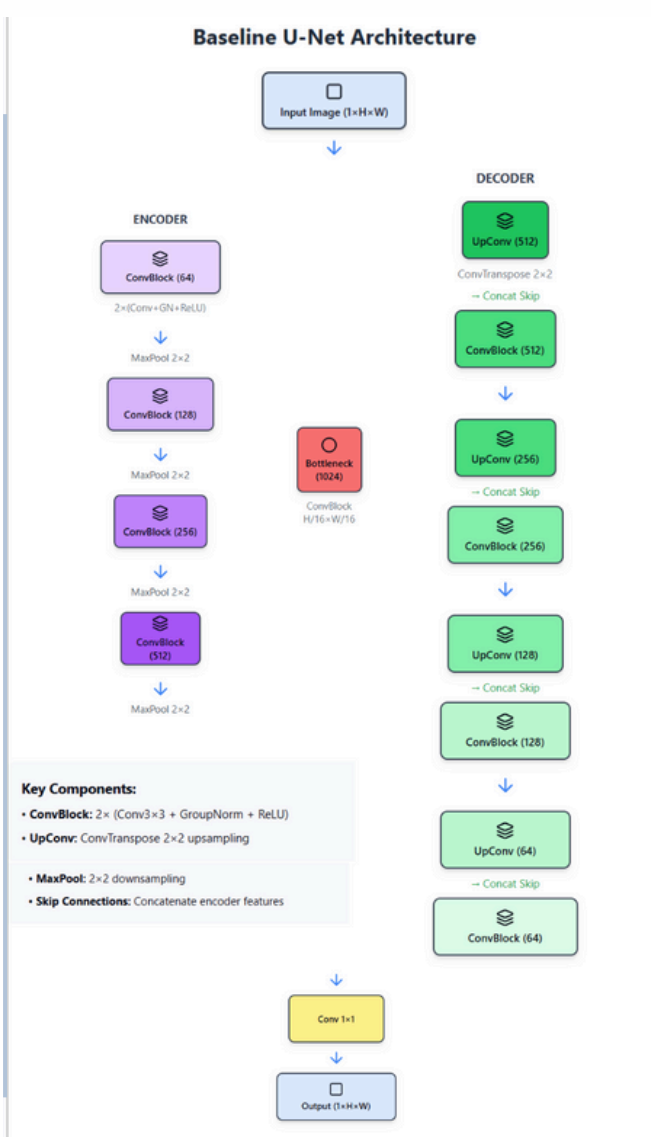 Baseline U-Net Architecture
Input Image (1×H×W)
ENCODER
ConvBlock (64)
2×(Conv+GN+ReLU)
MaxPool 2×2
ConvBlock (128)
MaxPool 2×2
ConvBlock (256)
MaxPool 2×2
ConvBlock
(512)
MaxPool 2×2
Bottleneck
(1024)
ConvBlock
H/16×W/16
DECODER
UpConv (512)
ConvTranspose 2×2
→ Concat Skip
ConvBlock (512)
UpConv (256)
→ Concat Skip
ConvBlock (256)
UpConv (128)
→ Concat Skip
ConvBlock (128)
UpConv (64)
→ Concat Skip
ConvBlock (64)
Key Components:
• ConvBlock: 2× (Conv3×3 + GroupNorm + ReLU)
• UpConv: ConvTranspose 2×2 upsampling
• MaxPool: 2×2 downsampling
• Skip Connections: Concatenate encoder features
Conv 1×1
Output (1×H×W)